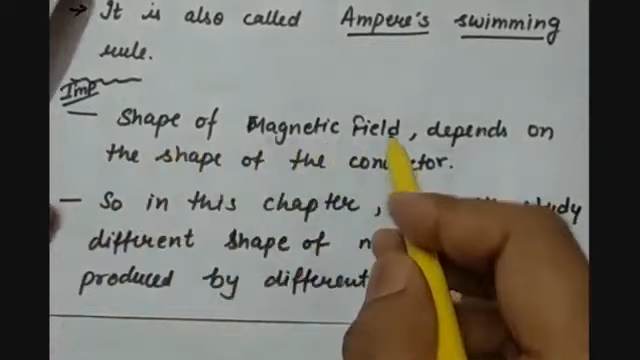 → It is also called Ampere's swimming
rule.
Imp
— Shape of Magnetic Field, depends on
the shape of the conductor.
— So in this chapter,
different shape of
produced by different